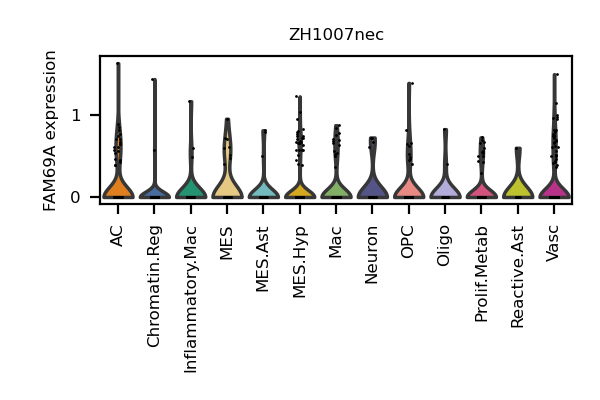 ZH1007nec
FAM69A expression
1
0
AC
Chromatin.Reg
Inflammatory.Mac
MES
MES.Ast
MES.Hyp
Mac
Neuron
OPC
Oligo
Prolif.Metab
Reactive.Ast
Vasc